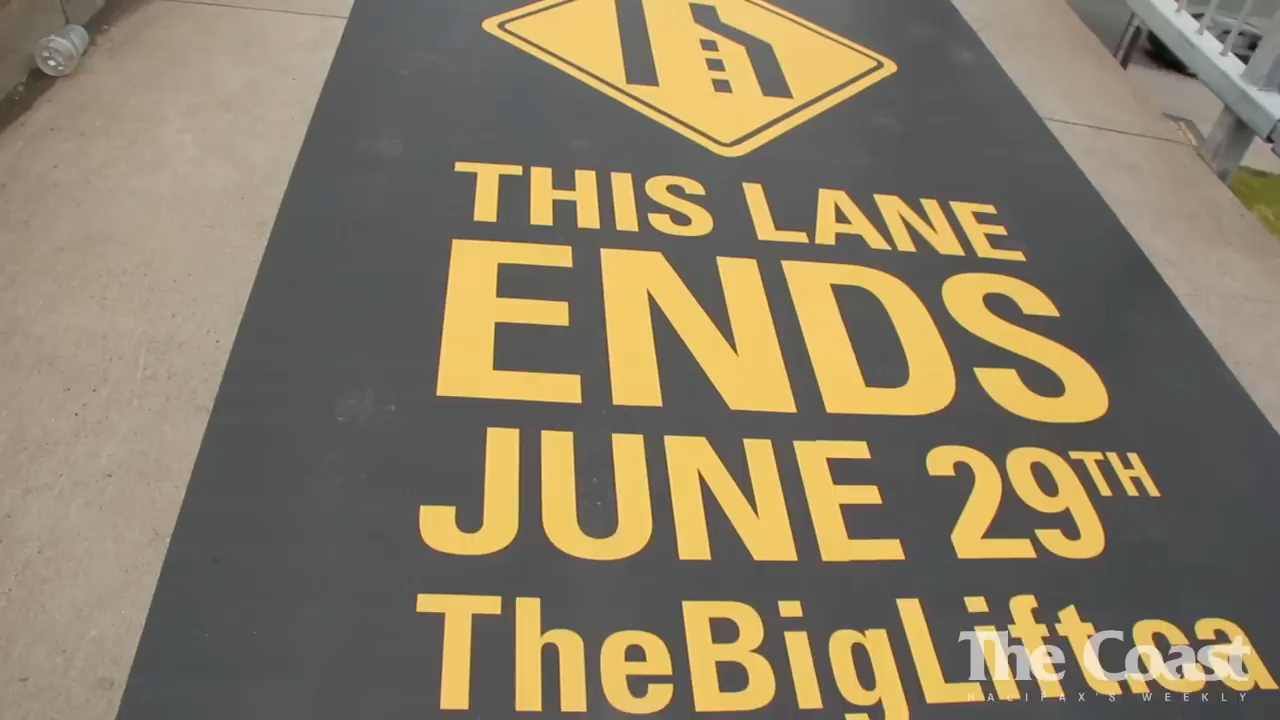 THIS LANE
ENDS
JUNE 29TH
TheBigLift.ca
The Coast
HALIFAX'S WEEKLY